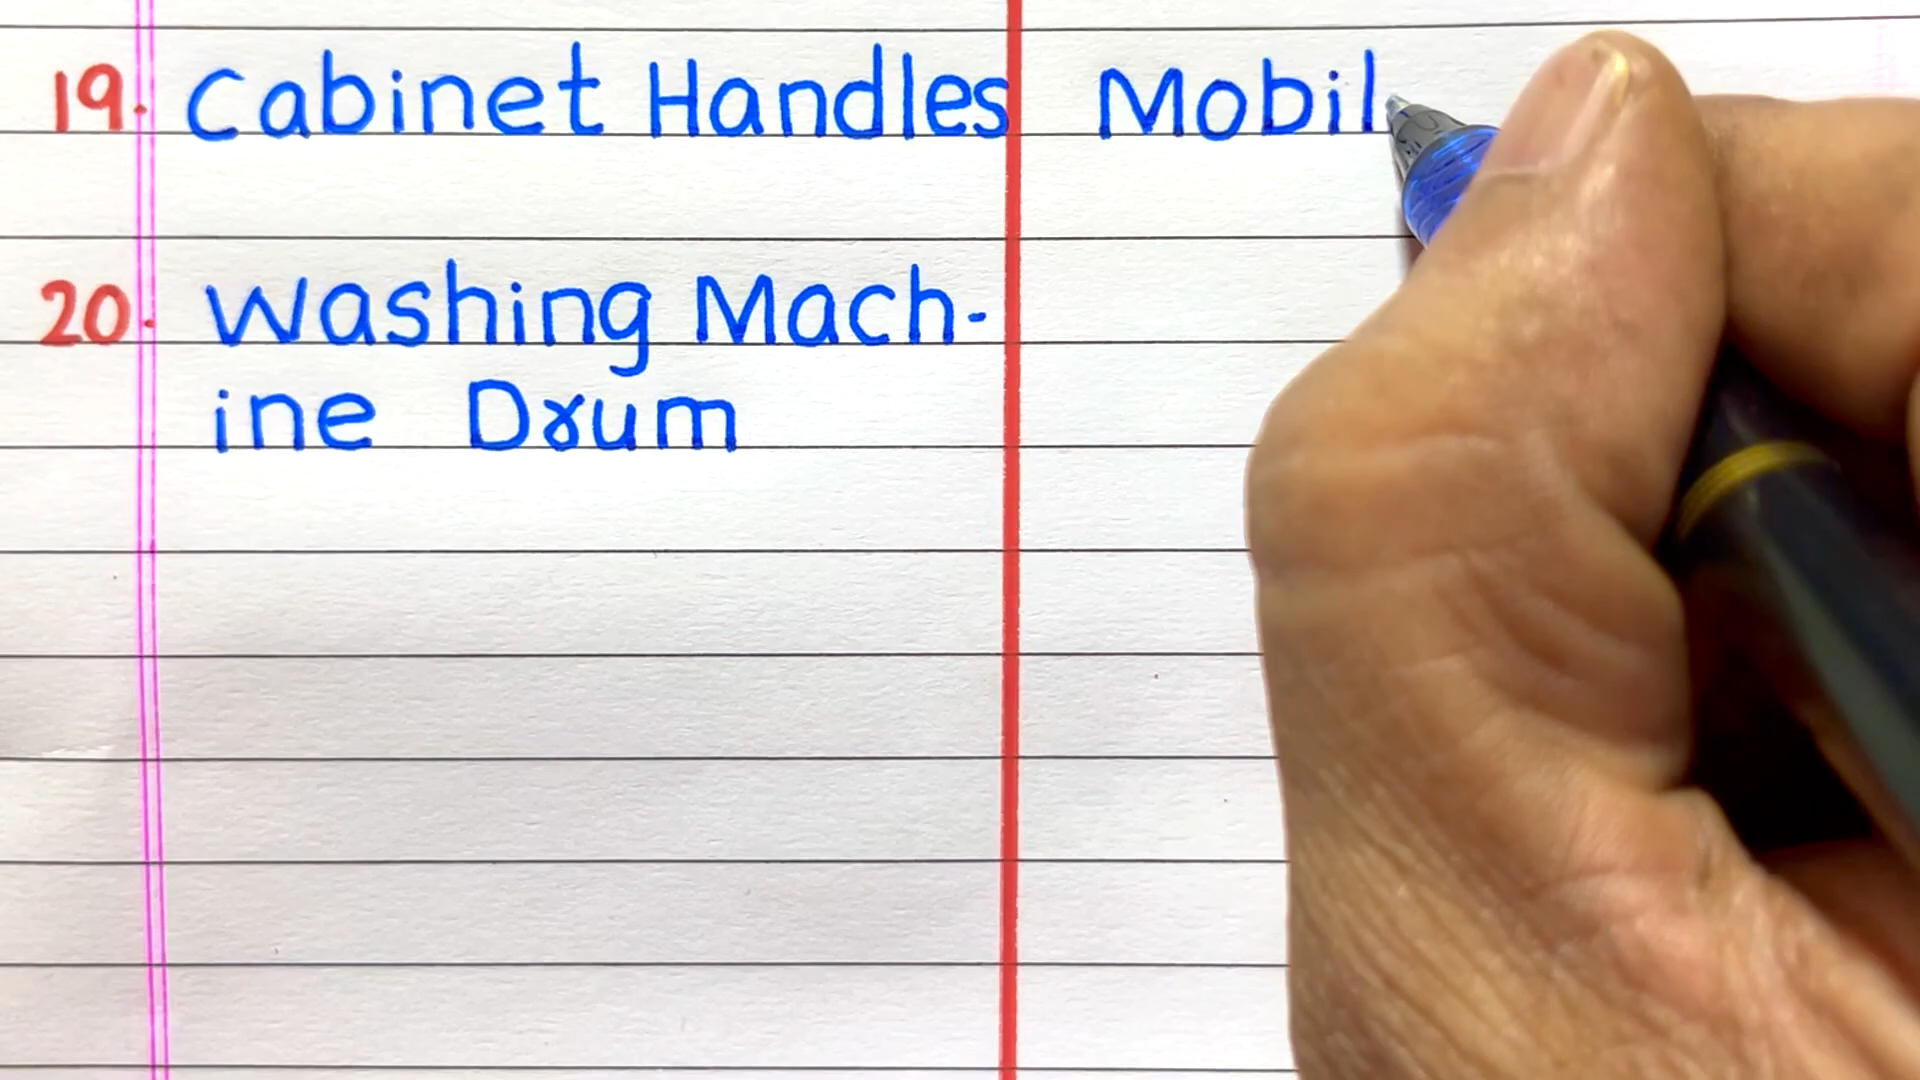 19. Cabinet Handles Mobil
20. Washing Mach-
ine Drum